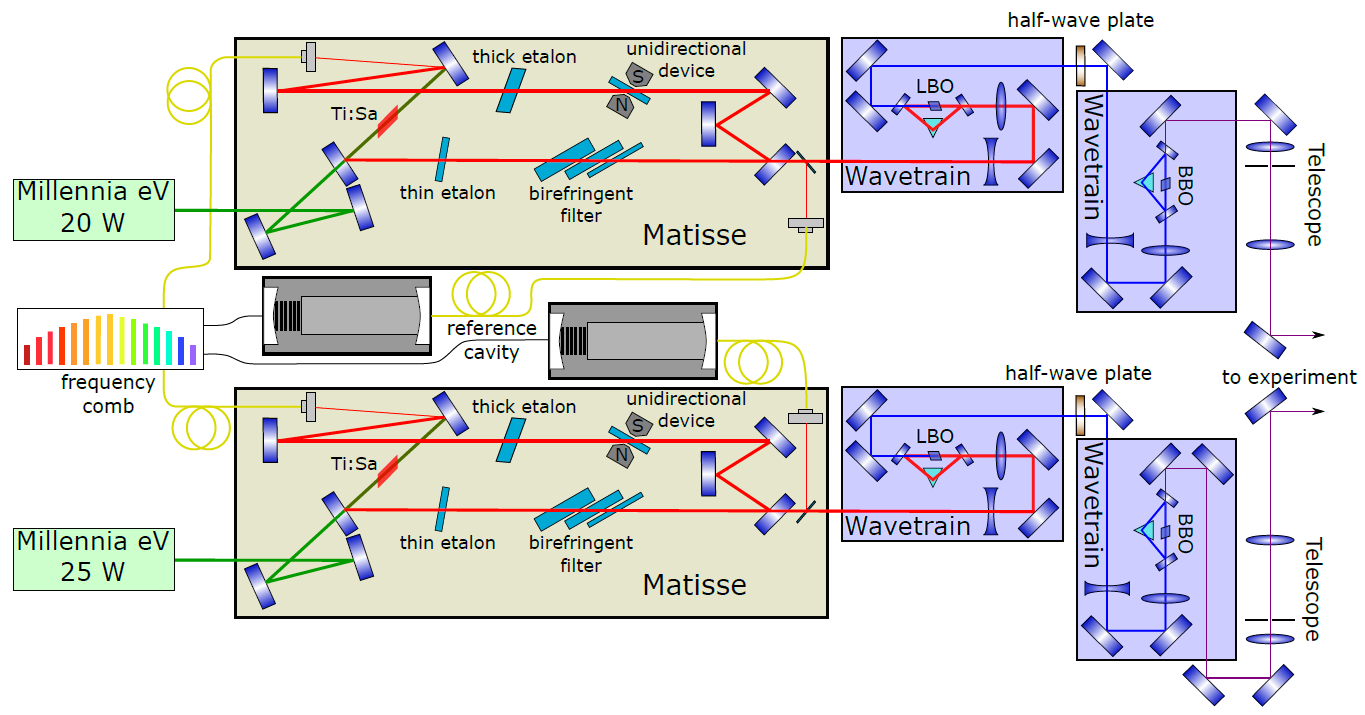 half-wave plate
thick etalon
unidirectional
device
S
N
Ti:Sa
LBO
Wavetrain
BBO
Telescope
Millennia eV
20 W
thin etalon
birefringent
filter
Wavetrain
Matisse
reference
cavity
frequency
comb
to experiment
half-wave plate
thick etalon
unidirectional
device
S
N
Ti:Sa
LBO
Wavetrain
BBO
Telescope
Millennia eV
25 W
thin etalon
birefringent
filter
Wavetrain
Matisse